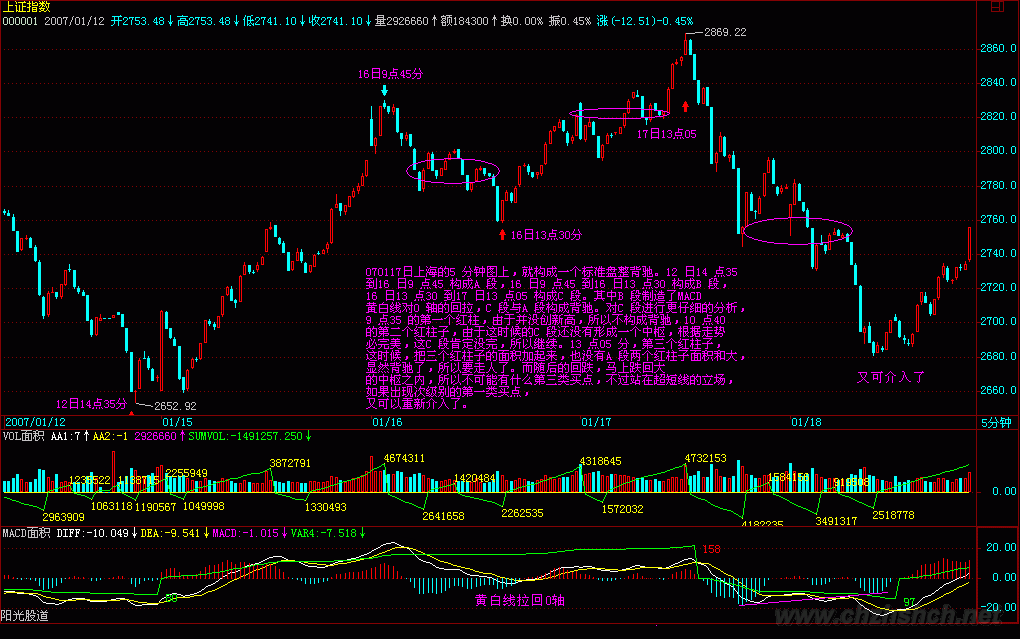 上证指数
000001 2007/01/12 开2753.48↓高2753.48↓低2741.10↓收2741.10↓量2926660↑额184300↑换0.00% 振0.45% 涨(-12.51)-0.45%
2869.22
2860.0
16日9点45分
2840.0
2820.0
17日13点05
2800.0
2780.0
2760.0
16日13点30分
2740.0
070117日上海的5 分钟图上，就构成一个标准盘整背驰。12 日14 点35
到16 日9 点45 构成A 段，16 日9 点45 到16 日13 点30 构成B 段，
16 日13 点30 到17 日13 点05 构成C 段。其中B 段制造了MACD
黄白线对0 轴的回拉，C 段与A 段构成背驰。对C 段进行更仔细的分析，
9 点35 的第一个红柱，由于并没创新高，所以不构成背驰，10 点40
的第二个红柱子，由于这时候的C 段还没有形成一个中枢，根据走势
必完美，这C 段肯定没完，所以继续。13 点05 分，第三个红柱子，
这时候，把三个红柱子的面积加起来，也没有A 段两个红柱子面积和大，
显然背驰了，所以要走人了。而随后的回跌，马上跌回大
的中枢之内，所以不可能有什么第三类买点，不过站在超短线的立场，
如果出现次级别的第一类买点，
又可以重新介入了。
2720.0
2700.0
2680.0
又可介入了
2660.0
12日14点35分
2652.92
2007/01/12
01/15
01/16
01/17
01/18
5分钟
VOL面积 AA1:7↑AA2:-1 2926660↑SUMVOL:-1491257.250↓
1239522
1138715
2255949
3872791
4674311
1420484
4318645
4732153
1584156
0.00
2963909
1063118
1190567
1049998
1330493
2641658
2262535
1572032
4182235
3491317
2518778
MACD面积 DIFF:-10.049↓DEA:-9.541↓MACD:-1.015↓VAR4:-7.518↓
158
20.00
0.00
黄白线拉回0轴
97
-20.00
阳光股道
www.chzhshch.net